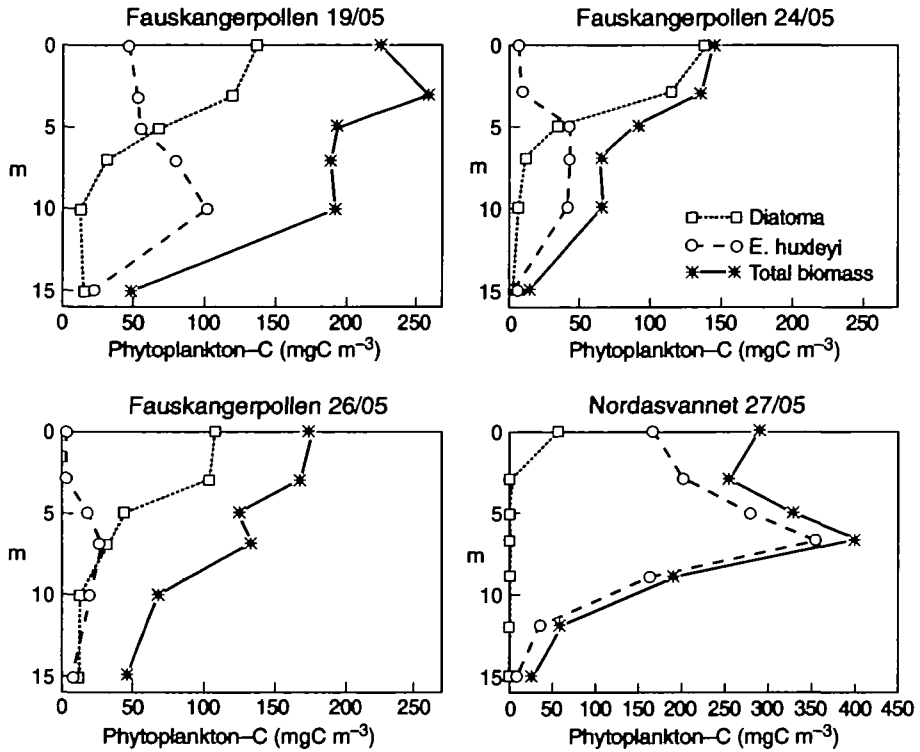 Fauskangerpollen 19/05
0
5
m
10
15
0 50 100 150 200 250
Phytoplankton–C (mgC m⁻³)
Fauskangerpollen 24/05
0
5
m
10
15
Diatoma
E. huxleyi
Total biomass
0 50 100 150 200 250
Phytoplankton–C (mgC m⁻³)
Fauskangerpollen 26/05
0
5
m
10
15
0 50 100 150 200 250
Phytoplankton–C (mgC m⁻³)
Nordasvannet 27/05
0
5
m
10
15
0 50 100 150 200 250 300 350 400 450
Phytoplankton–C (mgC m⁻³)